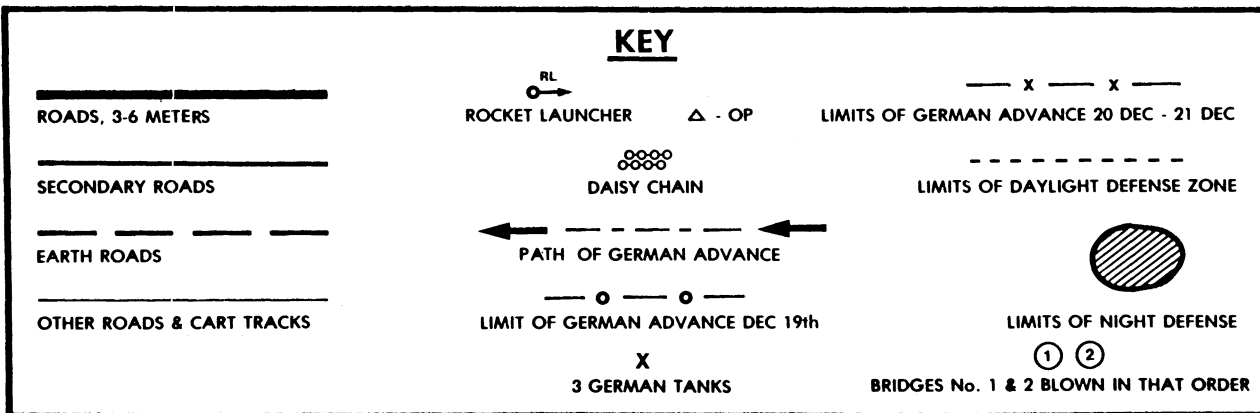 KEY
ROADS, 3-6 METERS
SECONDARY ROADS
EARTH ROADS
OTHER ROADS & CART TRACKS
RL
ROCKET LAUNCHER
△ - OP
DAISY CHAIN
PATH OF GERMAN ADVANCE
LIMIT OF GERMAN ADVANCE DEC 19th
X
3 GERMAN TANKS
X X
LIMITS OF GERMAN ADVANCE 20 DEC - 21 DEC
LIMITS OF DAYLIGHT DEFENSE ZONE
LIMITS OF NIGHT DEFENSE
1 2
BRIDGES No. 1 & 2 BLOWN IN THAT ORDER